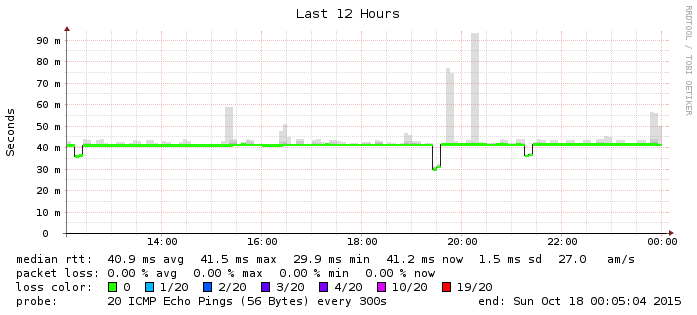 Last 12 Hours
RRDTOOL / TOBI OETIKER
Seconds
90 m
80 m
70 m
60 m
50 m
40 m
30 m
20 m
10 m
0
14:00 16:00 18:00 20:00 22:00 00:00
median rtt: 40.9 ms avg 41.5 ms max 29.9 ms min 41.2 ms now 1.5 ms sd 27.0 am/s
packet loss: 0.00 % avg 0.00 % max 0.00 % min 0.00 % now
loss color: 0 1/20 2/20 3/20 4/20 10/20 19/20
probe: 20 ICMP Echo Pings (56 Bytes) every 300s end: Sun Oct 18 00:05:04 2015